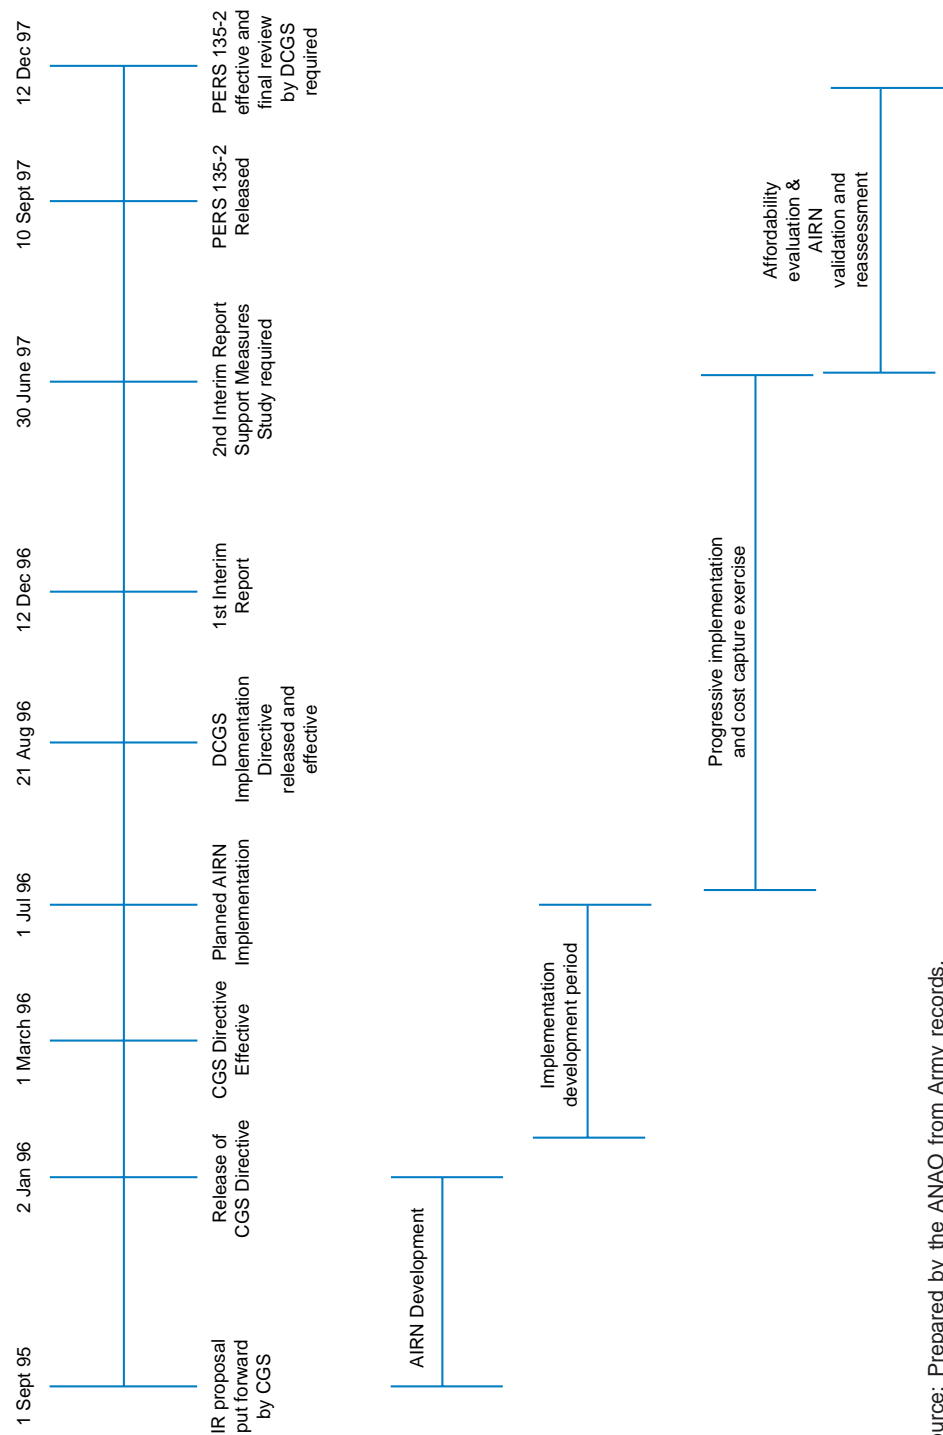 1 Sept 95
2 Jan 96
1 March 96
1 Jul 96
21 Aug 96
12 Dec 96
30 June 97
10 Sept 97
12 Dec 97
IR proposal
put forward
by CGS
Release of
CGS Directive
CGS Directive
Effective
Planned AIRN
Implementation
DCGS
Implementation
Directive
released and
effective
1st Interim
Report
2nd Interim Report
Support Measures
Study required
PERS 135-2
Released
PERS 135-2
effective and
final review
by DCGS
required
AIRN Development
Implementation
development period
Progressive implementation
and cost capture exercise
Affordability
evaluation &
AIRN
validation and
reassessment
Prepared by the ANAO from Army records.